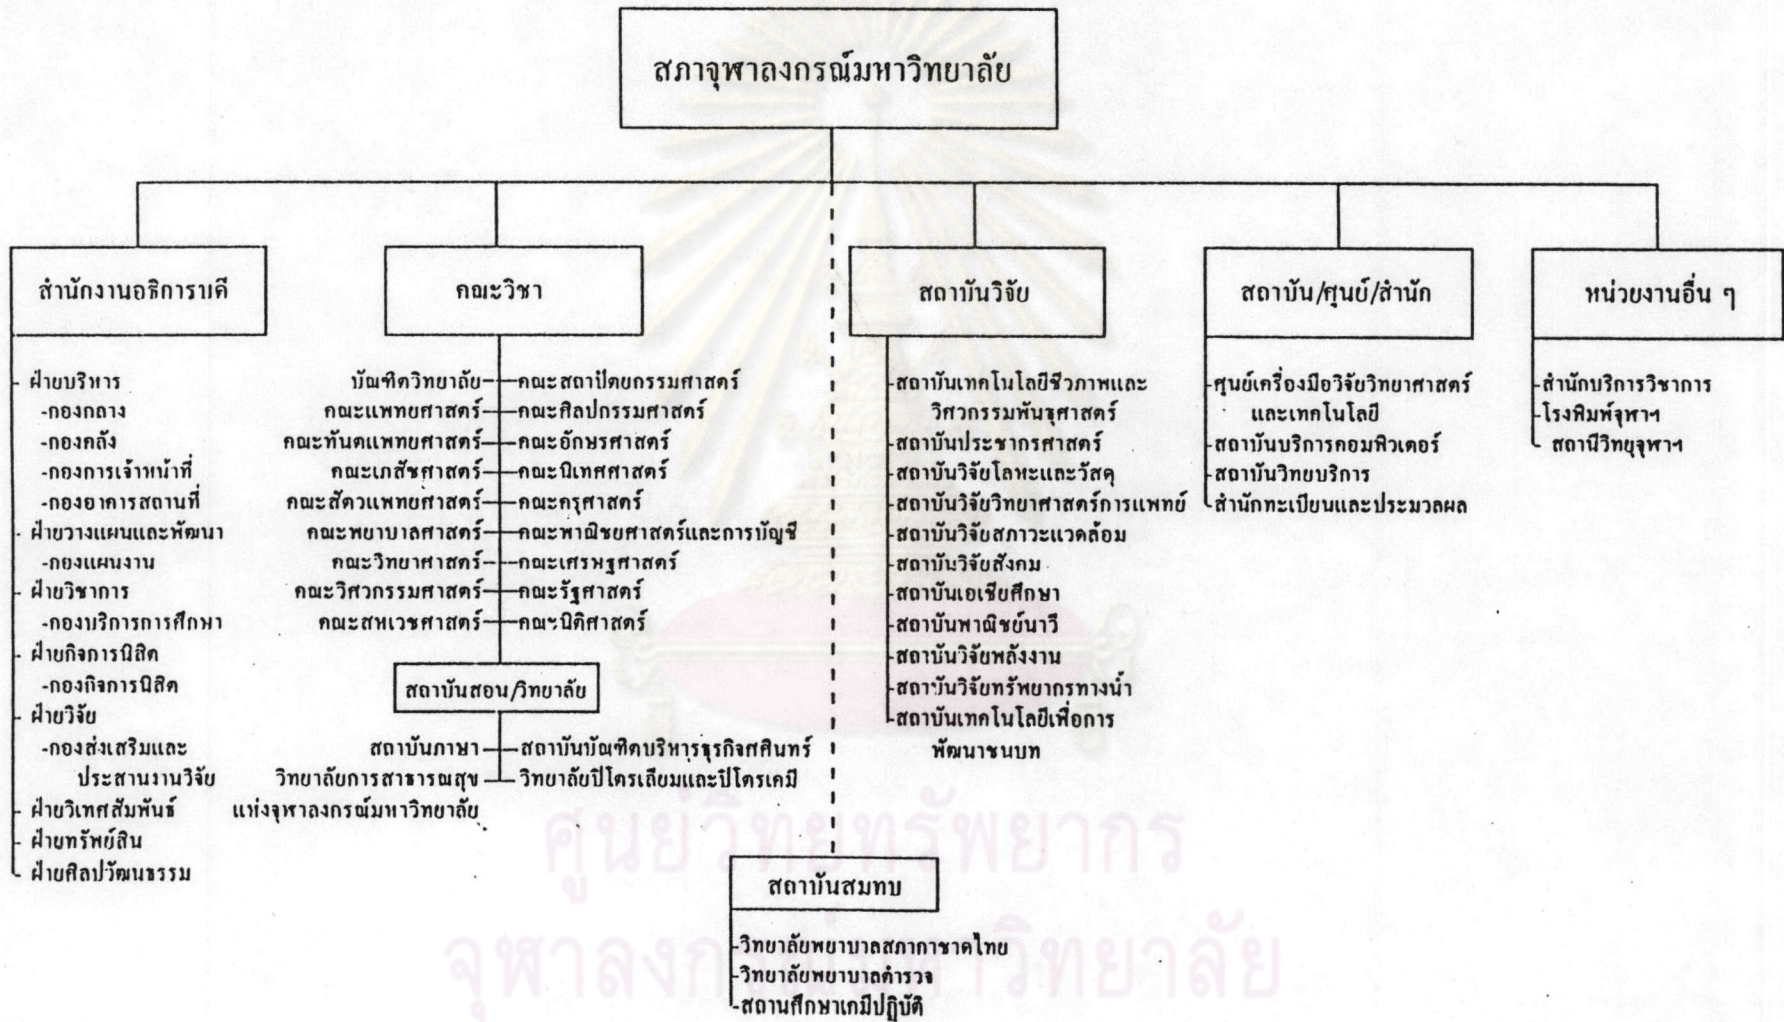 สภาจุฬาลงกรณ์มหาวิทยาลัย
สำนักงานอธิการบดี
ฝ่ายบริหาร
-กองกลาง
-กองคลัง
-กองการเจ้าหน้าที่
-กองอาคารสถานที่
ฝ่ายวางแผนและพัฒนา
-กองแผนงาน
ฝ่ายวิชาการ
-กองบริการการศึกษา
ฝ่ายกิจการนิสิต
-กองกิจการนิสิต
ฝ่ายวิจัย
-กองส่งเสริมและ
ประสานงานวิจัย
ฝ่ายวิเทศสัมพันธ์
ฝ่ายทรัพย์สิน
ฝ่ายศิลปวัฒนธรรม
คณะวิชา
บัณฑิตวิทยาลัย
คณะแพทยศาสตร์
คณะทันตแพทยศาสตร์
คณะเภสัชศาสตร์
คณะสัตวแพทยศาสตร์
คณะพยาบาลศาสตร์
คณะวิทยาศาสตร์
คณะวิศวกรรมศาสตร์
คณะสหเวชศาสตร์
คณะสถาปัตยกรรมศาสตร์
คณะศิลปกรรมศาสตร์
คณะอักษรศาสตร์
คณะนิเทศศาสตร์
คณะครุศาสตร์
คณะพาณิชยศาสตร์และการบัญชี
คณะเศรษฐศาสตร์
คณะรัฐศาสตร์
คณะนิติศาสตร์
สถาบันสอน/วิทยาลัย
สถาบันภาษา
วิทยาลัยการสาธารณสุข
แห่งจุฬาลงกรณ์มหาวิทยาลัย
สถาบันบัณฑิตบริหารธุรกิจศศินทร์
วิทยาลัยปิโตรเลียมและปิโตรเคมี
สถาบันวิจัย
สถาบันเทคโนโลยีชีวภาพและ
วิศวกรรมพันธุศาสตร์
สถาบันประชากรศาสตร์
สถาบันวิจัยโลหะและวัสดุ
สถาบันวิจัยวิทยาศาสตร์การแพทย์
สถาบันวิจัยสภาวะแวดล้อม
สถาบันวิจัยสังคม
สถาบันเอเชียศึกษา
สถาบันพาณิชย์นาวี
สถาบันวิจัยพลังงาน
สถาบันวิจัยทรัพยากรทางน้ำ
สถาบันเทคโนโลยีเพื่อการ
พัฒนาชนบท
สถาบัน/ศูนย์/สำนัก
ศูนย์เครื่องมือวิจัยวิทยาศาสตร์
และเทคโนโลยี
สถาบันบริการคอมพิวเตอร์
สถาบันวิทยบริการ
สำนักทะเบียนและประมวลผล
หน่วยงานอื่น ๆ
สำนักบริการวิชาการ
โรงพิมพ์จุฬาฯ
สถานีวิทยุจุฬาฯ
สถาบันสมทบ
-วิทยาลัยพยาบาลสภากาชาดไทย
-วิทยาลัยพยาบาลตำรวจ
-สถานศึกษาเคมีปฏิบัติ
ศูนย์วิทยทรัพยากร
จุฬาลงกรณ์มหาวิทยาลัย